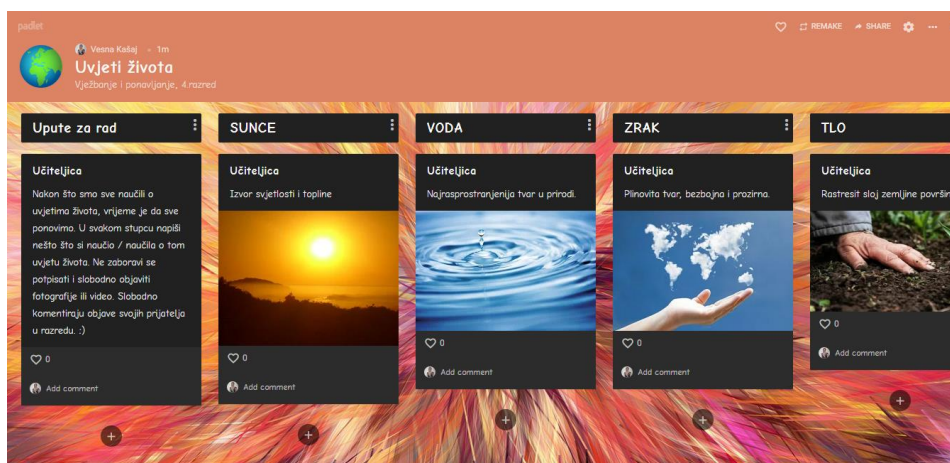 padlet
REMAKE
SHARE
Vesna Kašaj • 1m
Uvjeti života
Vježbanje i ponavljanje, 4.razred
Upute za rad
Učiteljica
Nakon što smo sve naučili o
uvjetima života, vrijeme je da sve
ponovimo. U svakom stupcu napiši
nešto što si naučio / naučila o tom
uvjetu života. Ne zaboravi se
potpisati i slobodno objaviti
fotografije ili video. Slobodno
komentiraju objave svojih prijatelja
u razredu. :)
0
Add comment
SUNCE
Učiteljica
Izvor svjetlosti i topline
0
Add comment
VODA
Učiteljica
Najrasprostranjenija tvar u prirodi.
0
Add comment
ZRAK
Učiteljica
Plinovita tvar, bezbojna i prozirna.
0
Add comment
TLO
Učiteljica
Rastresit sloj zemljine površin
0
Add comment